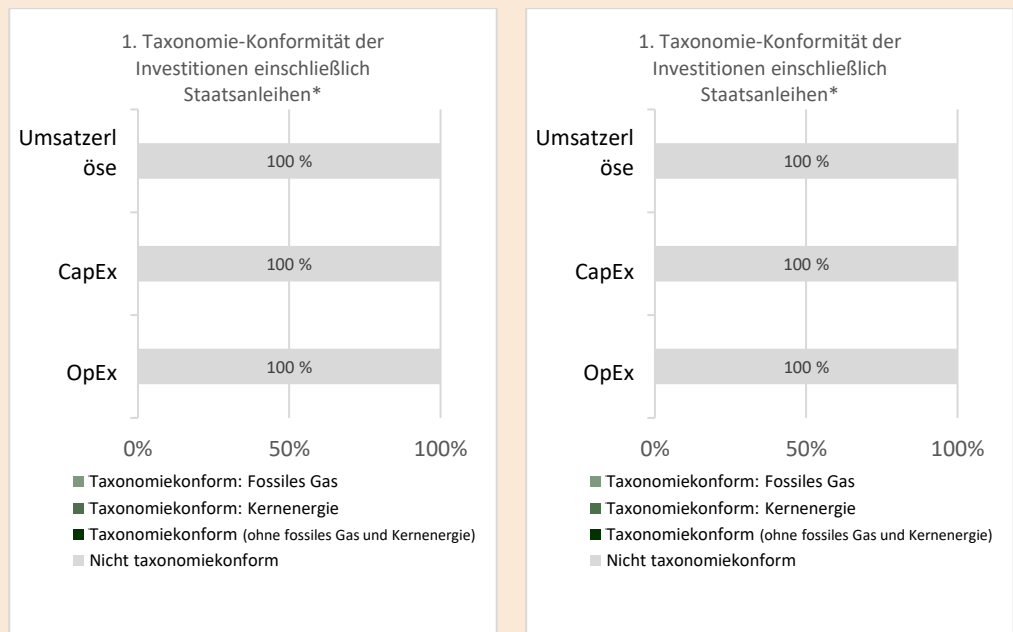 1. Taxonomie-Konformität der
Investitionen einschließlich
Staatsanleihen*
Umsatzerl
öse
100 %
CapEx
100 %
OpEx
100 %
0% 50% 100%
Taxonomiekonform: Fossiles Gas
Taxonomiekonform: Kernenergie
Taxonomiekonform (ohne fossiles Gas und Kernenergie)
Nicht taxonomiekonform
1. Taxonomie-Konformität der
Investitionen einschließlich
Staatsanleihen*
Umsatzerl
öse
100 %
CapEx
100 %
OpEx
100 %
0% 50% 100%
Taxonomiekonform: Fossiles Gas
Taxonomiekonform: Kernenergie
Taxonomiekonform (ohne fossiles Gas und Kernenergie)
Nicht taxonomiekonform